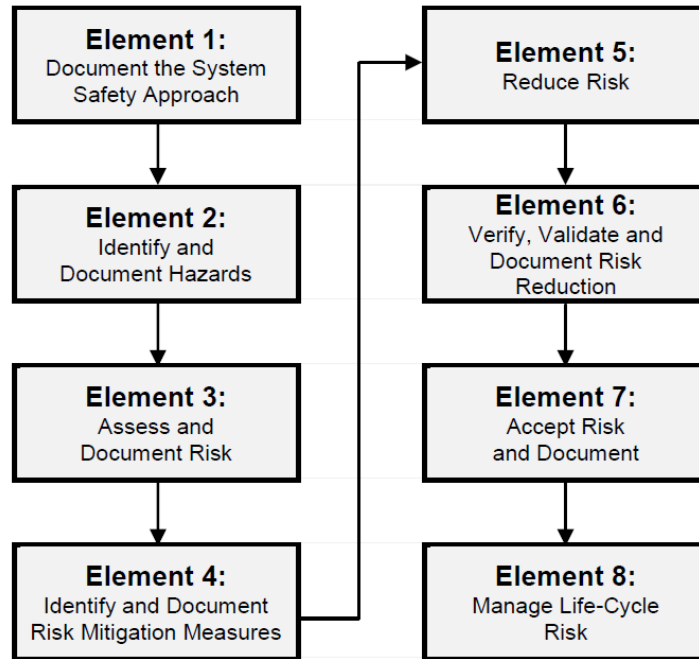 Element 1:
Document the System
Safety Approach
Element 2:
Identify and
Document Hazards
Element 3:
Assess and
Document Risk
Element 4:
Identify and Document
Risk Mitigation Measures
Element 5:
Reduce Risk
Element 6:
Verify, Validate and
Document Risk
Reduction
Element 7:
Accept Risk
and Document
Element 8:
Manage Life-Cycle
Risk